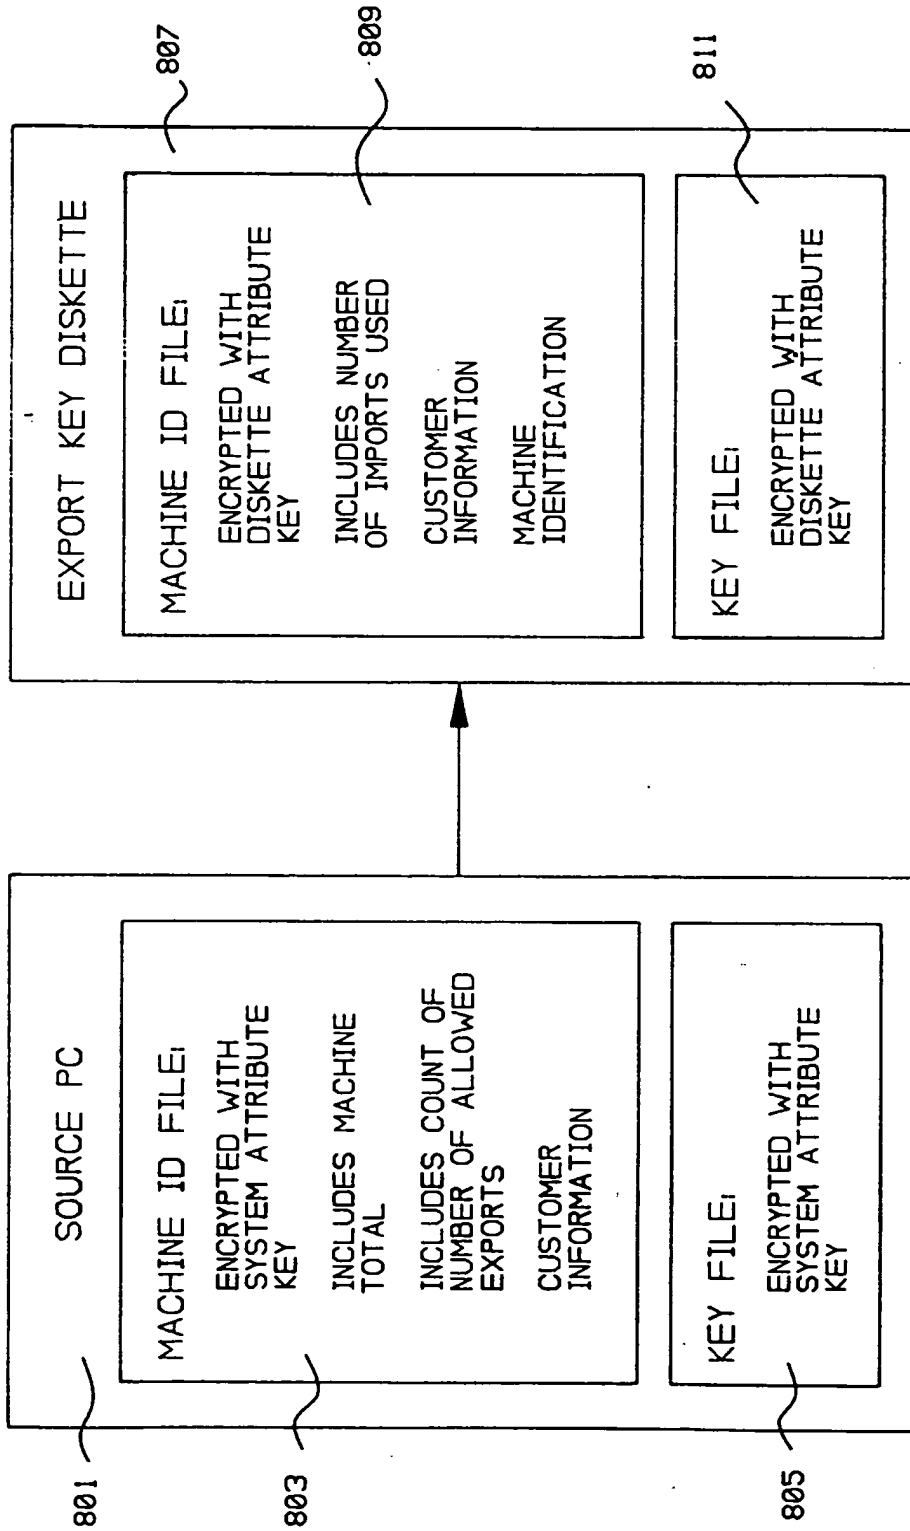 SOURCE PC
MACHINE ID FILE:
ENCRYPTED WITH
SYSTEM ATTRIBUTE
KEY
INCLUDES MACHINE
TOTAL
INCLUDES COUNT OF
NUMBER OF ALLOWED
EXPORTS
CUSTOMER
INFORMATION
KEY FILE:
ENCRYPTED WITH
SYSTEM ATTRIBUTE
KEY
801
803
805
EXPORT KEY DISKETTE
MACHINE ID FILE:
ENCRYPTED WITH
DISKETTE ATTRIBUTE
KEY
INCLUDES NUMBER
OF IMPORTS USED
CUSTOMER
INFORMATION
MACHINE
IDENTIFICATION
KEY FILE:
ENCRYPTED WITH
DISKETTE ATTRIBUTE
KEY
807
809
811